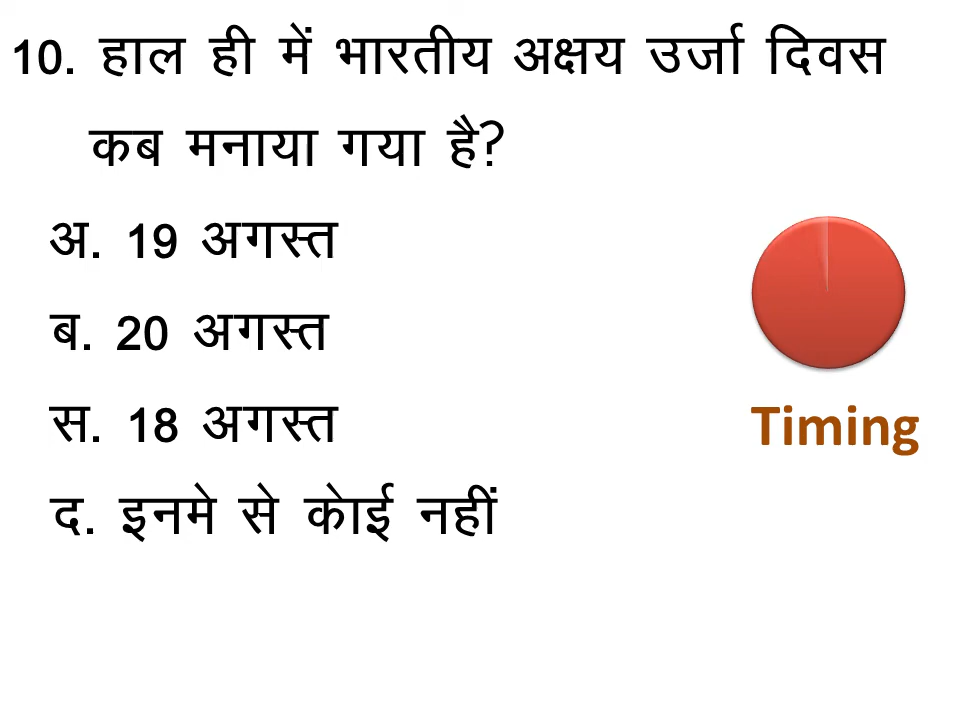 10. हाल ही में भारतीय अक्षय उर्जा दिवस
कब मनाया गया है?
अ. 19 अगस्त
ब. 20 अगस्त
स. 18 अगस्त
Timing
द. इनमे से केाई नहीं